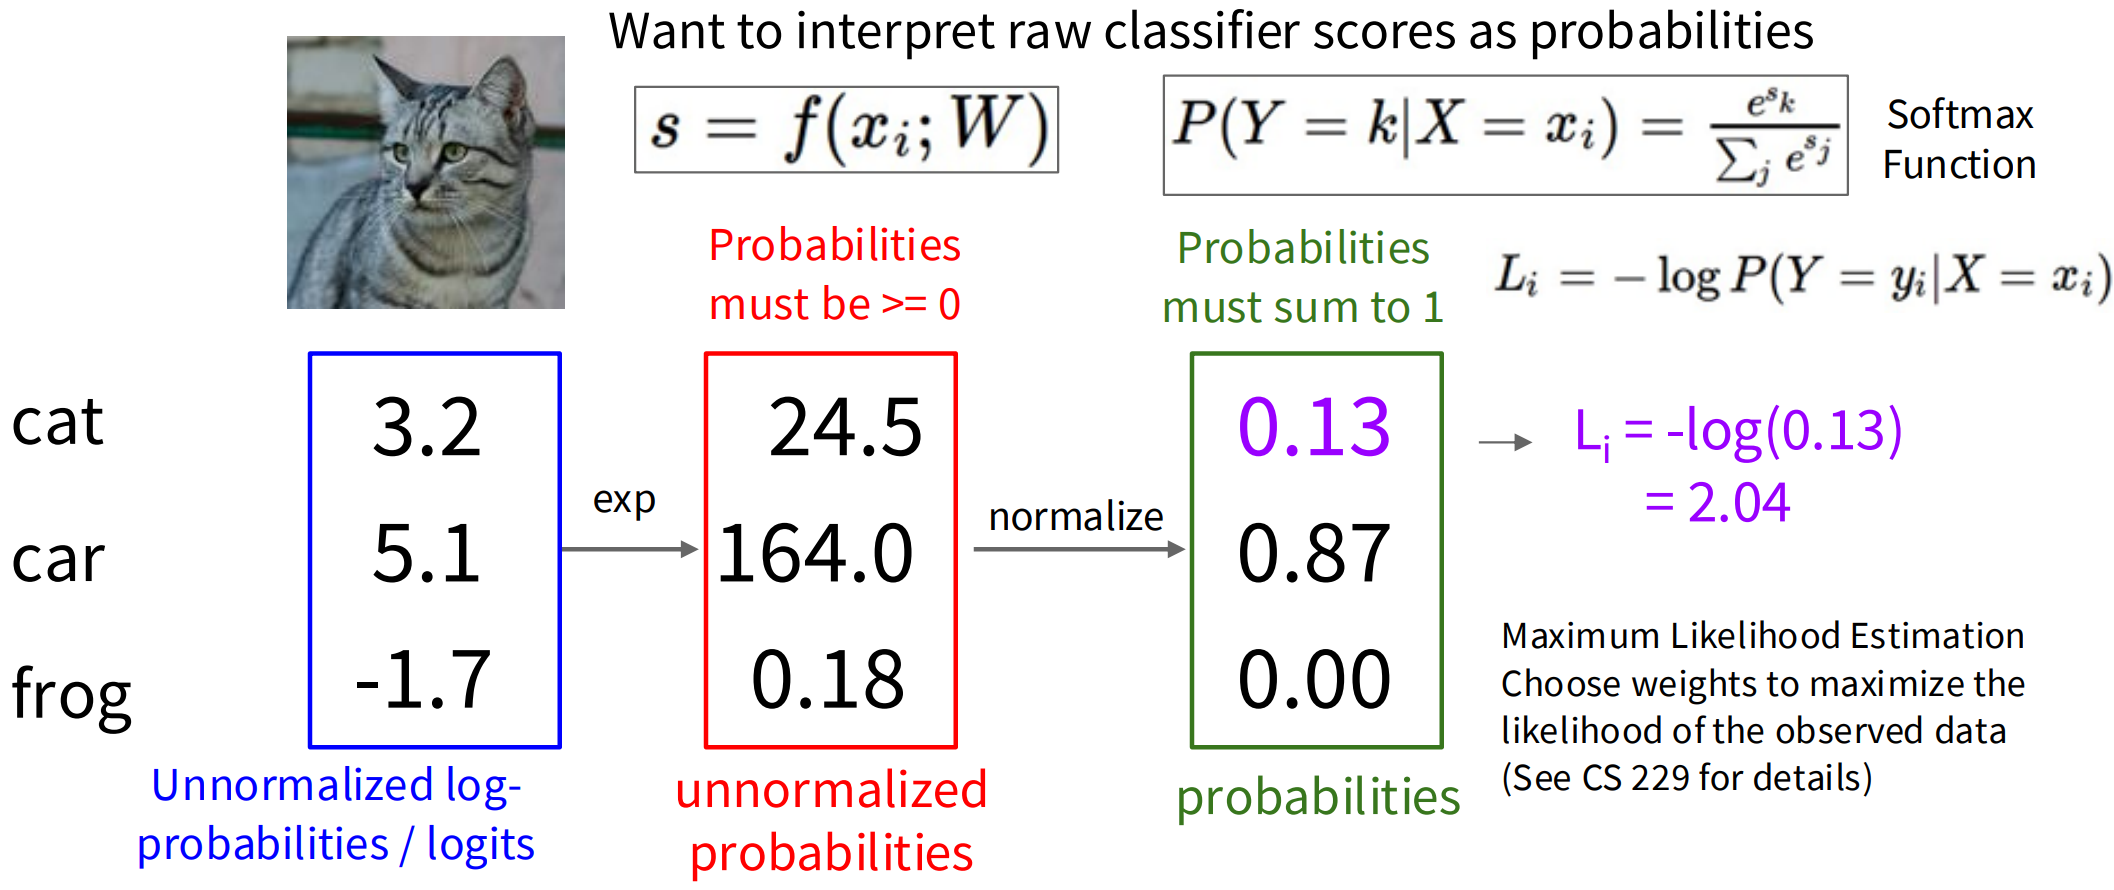 Want to interpret raw classifier scores as probabilities
s = f(x_i; W)
P(Y = k|X = x_i) = e^{s_k} / ∑_j e^{s_j}
Softmax
Function
Probabilities
must be >= 0
Probabilities
must sum to 1
L_i = − log P(Y = y_i|X = x_i)
cat 3.2 24.5 0.13
L_i = -log(0.13)
= 2.04
exp
normalize
car 5.1 164.0 0.87
frog -1.7 0.18 0.00
Maximum Likelihood Estimation
Choose weights to maximize the
likelihood of the observed data
(See CS 229 for details)
Unnormalized log-
probabilities / logits
unnormalized
probabilities
probabilities